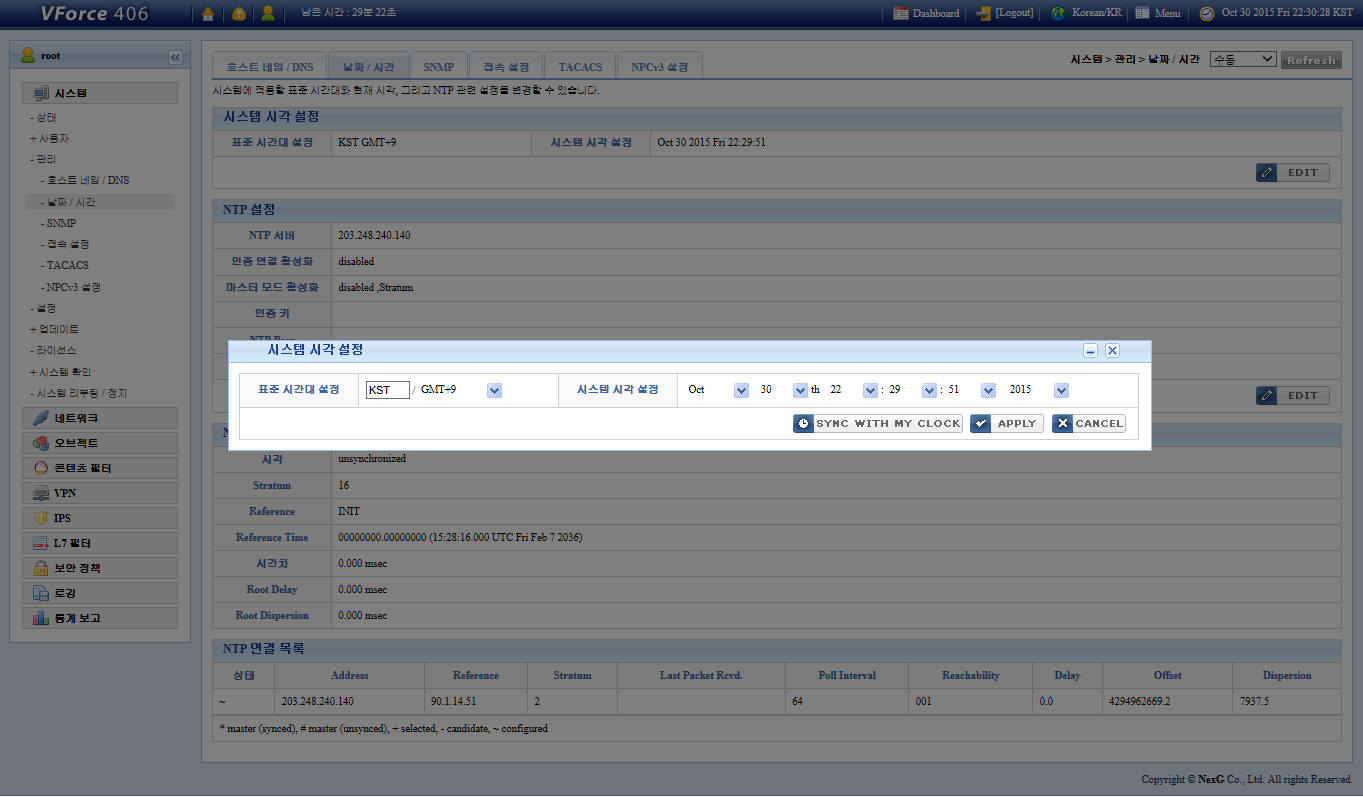 VForce 406
남은 시간 : 29분 22초
Dashboard
[Logout]
Korean/KR
Menu
Oct 30 2015 Fri 22:30:28 KST
root
시스템
- 상태
+ 사용자
- 관리
- 호스트 네임 / DNS
- 날짜 / 시간
- SNMP
- 접속 설정
- TACACS
- NPCv3 설정
- 설정
+ 업데이트
- 라이선스
+ 시스템 확인
- 시스템 리부팅 / 정지
네트워크
오브젝트
콘텐츠 필터
VPN
IPS
L7 필터
보안 정책
로깅
통계 보고
호스트 네임 / DNS
날짜 / 시간
SNMP
접속 설정
TACACS
NPCv3 설정
시스템 > 관리 > 날짜 / 시간
수동
Refresh
시스템에 적용할 표준 시간대와 현재 시각, 그리고 NTP 관련 설정을 변경할 수 있습니다.
시스템 시각 설정
표준 시간대 설정 KST GMT+9 시스템 시각 설정 Oct 30 2015 Fri 22:29:51
EDIT
NTP 설정
NTP 서버 203.248.240.140
인증 연결 활성화 disabled
마스터 모드 활성화 disabled ,Stratum
인증 키
시스템 시각 설정
표준 시간대 설정 KST / GMT+9 시스템 시각 설정 Oct 30 th 22 : 29 : 51 2015
SYNC WITH MY CLOCK APPLY CANCEL
EDIT
시각 unsynchronized
Stratum 16
Reference INIT
Reference Time 00000000.00000000 (15:28:16.000 UTC Fri Feb 7 2036)
시간차 0.000 msec
Root Delay 0.000 msec
Root Dispersion 0.000 msec
NTP 연결 목록
상태 Address Reference Stratum Last Packet Rcvd. Poll Interval Reachability Delay Offset Dispersion
~ 203.248.240.140 90.1.14.51 2 64 001 0.0 4294962669.2 7937.5
* master (synced), # master (unsynced), + selected, - candidate, ~ configured
Copyright © NexG Co., Ltd. All rights Reserved.